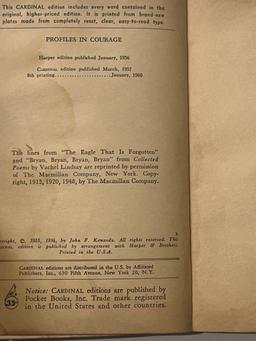 This CARDINAL edition includes every word contained in the
original, higher-priced edition. It is printed from brand-new
plates made from completely reset, clear, easy-to-read type.
PROFILES IN COURAGE
Harper edition published January, 1956
CARDINAL edition published March, 1957
8th printing.......................January, 1960
The lines from "The Eagle That Is Forgotten"
and "Bryan, Bryan, Bryan, Bryan" from Collected
Poems by Vachel Lindsay are reprinted by permission
of The Macmillan Company, New York. Copy-
right, 1913, 1920, 1948, by The Macmillan Company.
pyright, ©, 1955, 1956, by John F. Kennedy. All rights reserved. This
edition is published by arrangement with Harper & Brothers
Printed in the U.S.A.
CARDINAL editions are distributed in the U.S. by Affiliated
Publishers, Inc., 630 Fifth Avenue, New York 20, N.Y.
Notice: CARDINAL editions are published by
Pocket Books, Inc. Trade mark registered
in the United States and other countries.